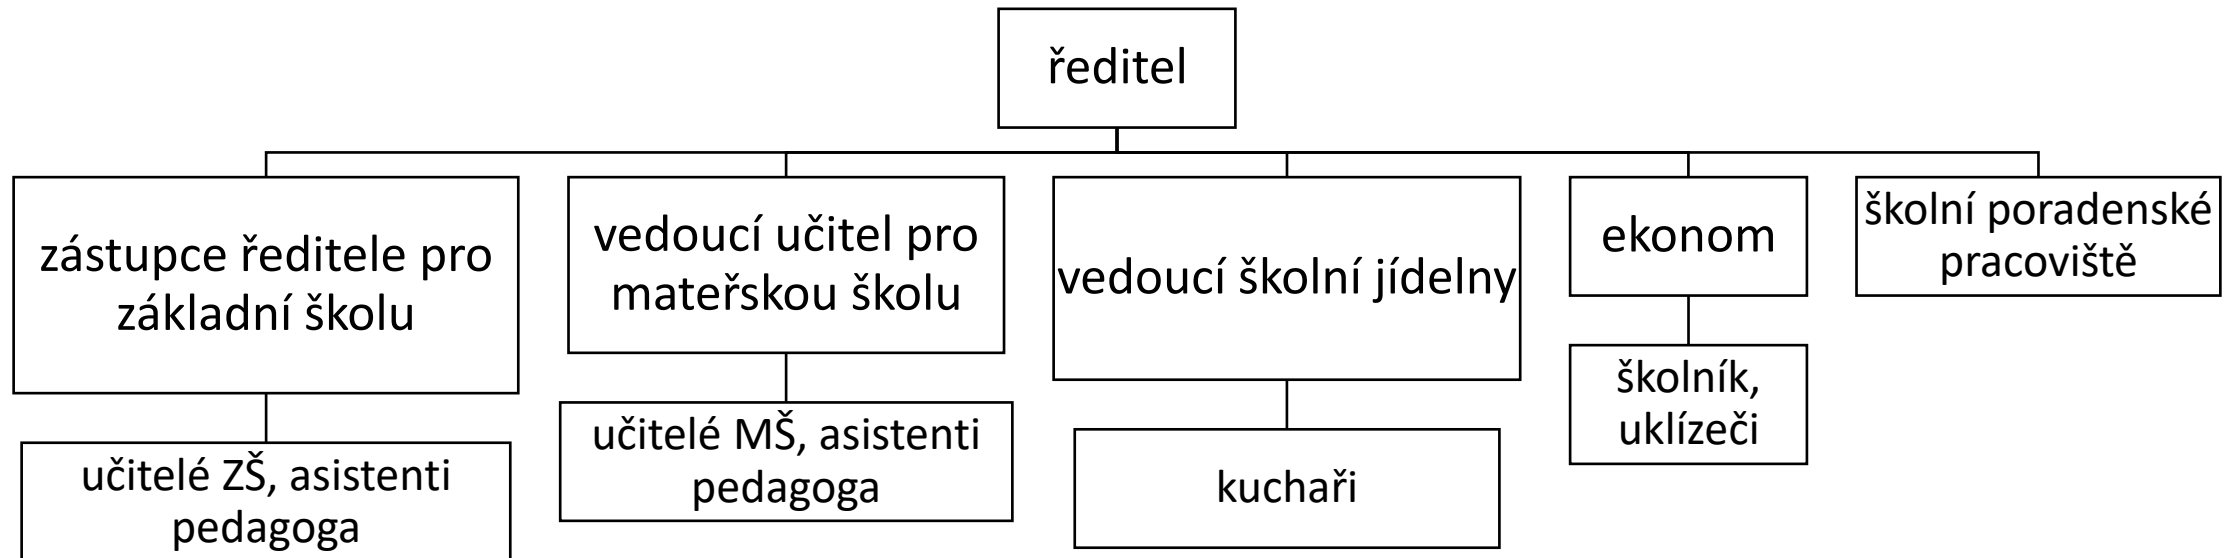 ředitel
zástupce ředitele pro
základní školu
vedoucí učitel pro
mateřskou školu
vedoucí školní jídelny
ekonom
školní poradenské
pracoviště
učitelé ZŠ, asistenti
pedagoga
učitelé MŠ, asistenti
pedagoga
kuchaři
školník,
uklízeči